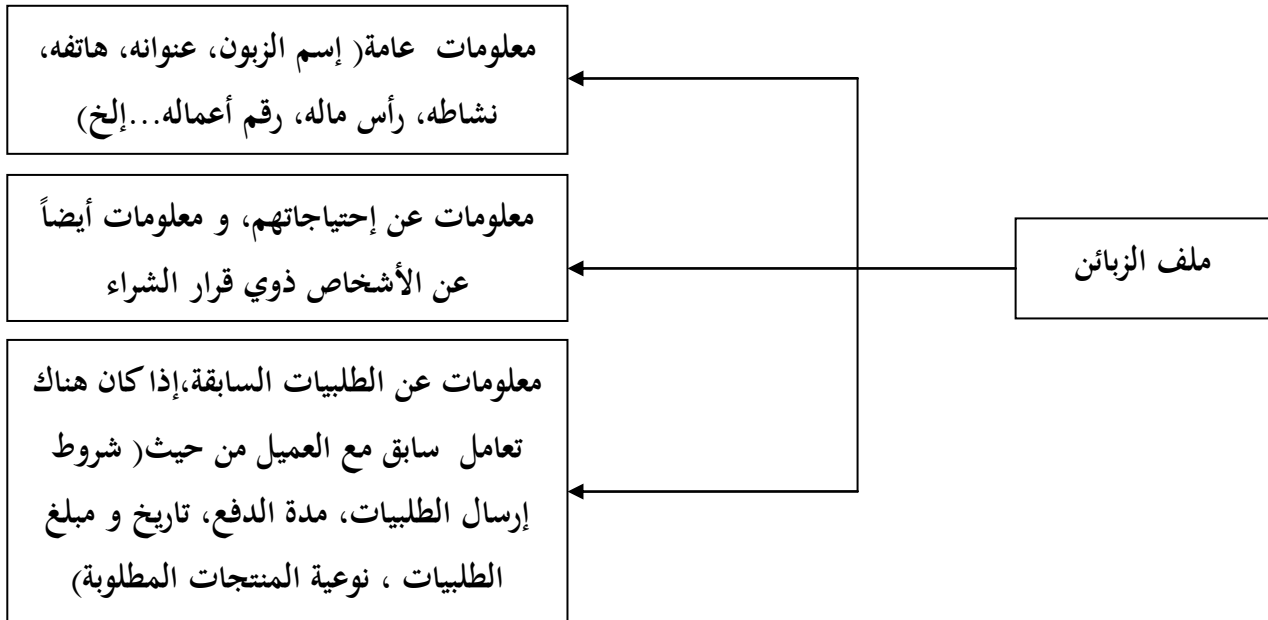 معلومات عامة( إسم الزبون، عنوانه، هاتفه،
نشاطه، رأس ماله، رقم أعماله...إلخ)
معلومات عن إحتياجاتهم، و معلومات أيضاً
عن الأشخاص ذوي قرار الشراء
ملف الزبائن
معلومات عن الطلبيات السابقة،إذا كان هناك
تعامل سابق مع العميل من حيث( شروط
إرسال الطلبيات، مدة الدفع، تاريخ و مبلغ
الطلبيات ، نوعية المنتجات المطلوبة)